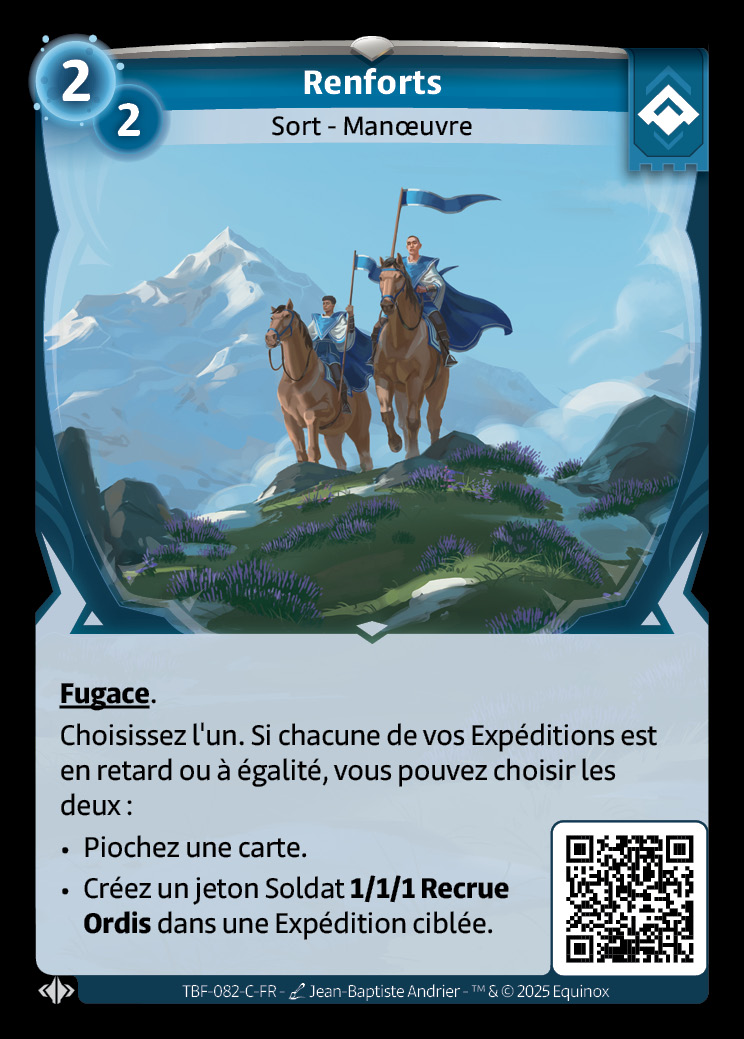 2
Renforts
2
Sort - Manœuvre
Fugace.
Choisissez l'un. Si chacune de vos Expéditions est
en retard ou à égalité, vous pouvez choisir les
deux :
• Piochez une carte.
• Créez un jeton Soldat 1/1/1 Recrue
Ordis dans une Expédition ciblée.
TBF-082-C-FR - Jean-Baptiste Andrier - ™ & © 2025 Equinox